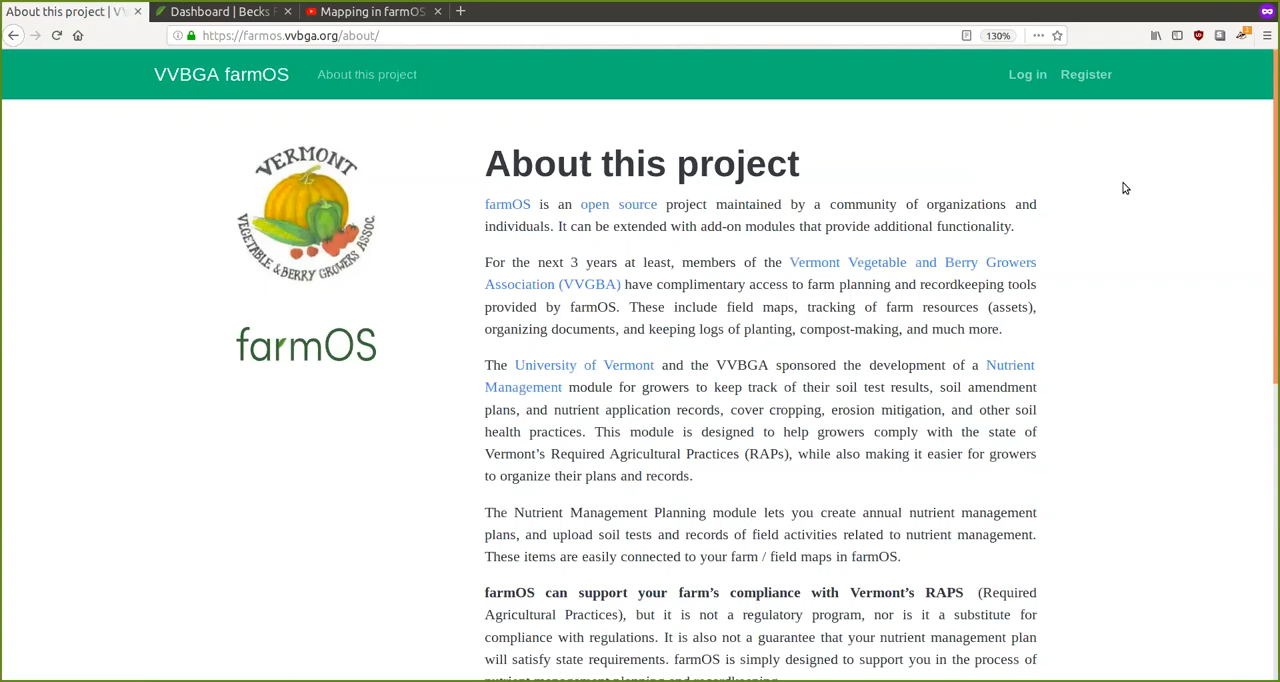 About this project | V
Dashboard | Becks F
Mapping in farmOS
https://farmos.vvbga.org/about/
130%
VVBGA farmOS
About this project
Log in
Register
VERMONT
VEGETABLE & BERRY GROWERS ASSOC.
farmOS
About this project
farmOS is an open source project maintained by a community of organizations and
individuals. It can be extended with add-on modules that provide additional functionality.
For the next 3 years at least, members of the Vermont Vegetable and Berry Growers
Association (VVGBA) have complimentary access to farm planning and recordkeeping tools
provided by farmOS. These include field maps, tracking of farm resources (assets),
organizing documents, and keeping logs of planting, compost-making, and much more.
The University of Vermont and the VVBGA sponsored the development of a Nutrient
Management module for growers to keep track of their soil test results, soil amendment
plans, and nutrient application records, cover cropping, erosion mitigation, and other soil
health practices. This module is designed to help growers comply with the state of
Vermont’s Required Agricultural Practices (RAPs), while also making it easier for growers
to organize their plans and records.
The Nutrient Management Planning module lets you create annual nutrient management
plans, and upload soil tests and records of field activities related to nutrient management.
These items are easily connected to your farm / field maps in farmOS.
farmOS can support your farm’s compliance with Vermont’s RAPS (Required
Agricultural Practices), but it is not a regulatory program, nor is it a substitute for
compliance with regulations. It is also not a guarantee that your nutrient management plan
will satisfy state requirements. farmOS is simply designed to support you in the process of
nutrient management planning and recordkeeping.